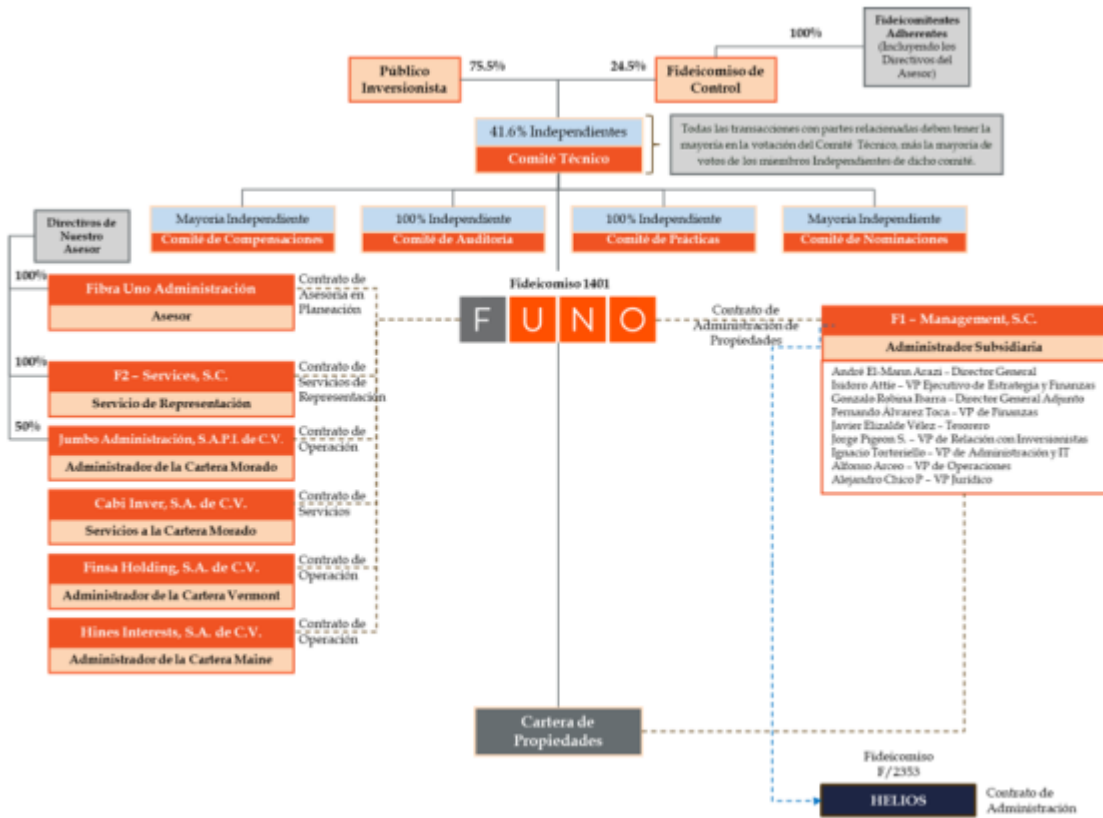 Fideicomitentes
Adherentes
(Incluyendo los
Directivos del
Asesor)
100%
Público
Inversionista
75.5%
24.5%
Fideicomiso de
Control
41.6% Independientes
Comité Técnico
Todas las transacciones con partes relacionadas deben tener la
mayoría en la votación del Comité Técnico, más la mayoría de
votos de los miembros Independientes de dicho comité.
Directivos de
Nuestro
Asesor
Mayoría Independiente
Comité de Compensaciones
100% Independiente
Comité de Auditoría
100% Independiente
Comité de Prácticas
Mayoría Independiente
Comité de Nominaciones
100%
Fibra Uno Administración
Asesor
Contrato de
Asesoría en
Planeación
Fideicomiso 1401
FUNO
Contrato de
Administración de
Propiedades
F1 – Management, S.C.
Administrador Subsidiaria
André El-Mann Arazi – Director General
Isidoro Attie – VP Ejecutivo de Estrategia y Finanzas
Gonzalo Robina Ibarra – Director General Adjunto
Fernando Álvarez Toca – VP de Finanzas
Javier Elizalde Vélez – Tesorero
Jorge Pigeon S. – VP de Relación con Inversionistas
Ignacio Tortoriello – VP de Administración y IT
Alfonso Arceo – VP de Operaciones
Alejandro Chico P – VP Jurídico
100%
F2 – Services, S.C.
Servicio de Representación
Contrato de
Servicios de
Representación
50%
Jumbo Administración, S.A.P.I. de C.V.
Administrador de la Cartera Morado
Contrato de
Operación
Cabi Inver, S.A. de C.V.
Servicios a la Cartera Morado
Contrato de
Servicios
Finsa Holding, S.A. de C.V.
Administrador de la Cartera Vermont
Contrato de
Operación
Hines Interests, S.A. de C.V.
Administrador de la Cartera Maine
Contrato de
Operación
Cartera de
Propiedades
Fideicomiso
F/2353
HELIOS
Contrato de
Administración